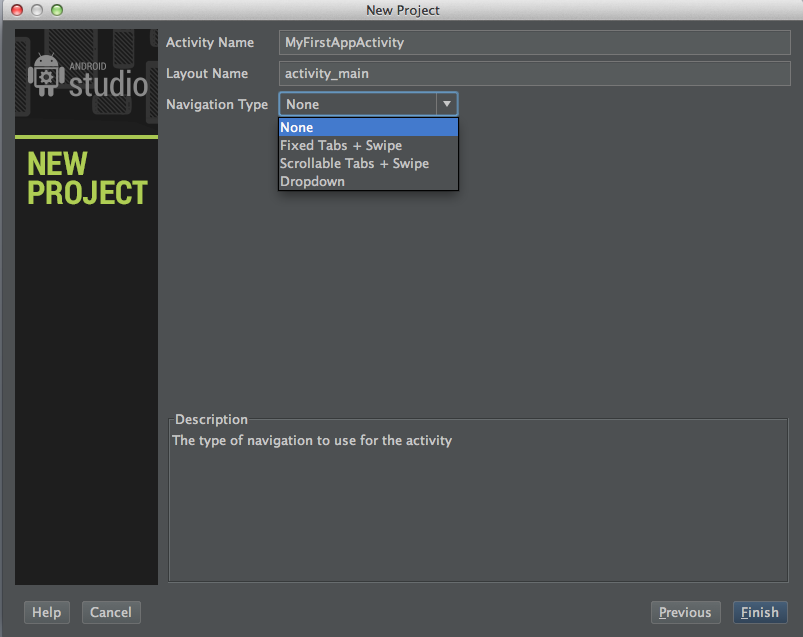 New Project
ANDROID
studio
NEW
PROJECT
Activity Name MyFirstAppActivity
Layout Name activity_main
Navigation Type None
None
Fixed Tabs + Swipe
Scrollable Tabs + Swipe
Dropdown
Description
The type of navigation to use for the activity
Help Cancel Previous Finish